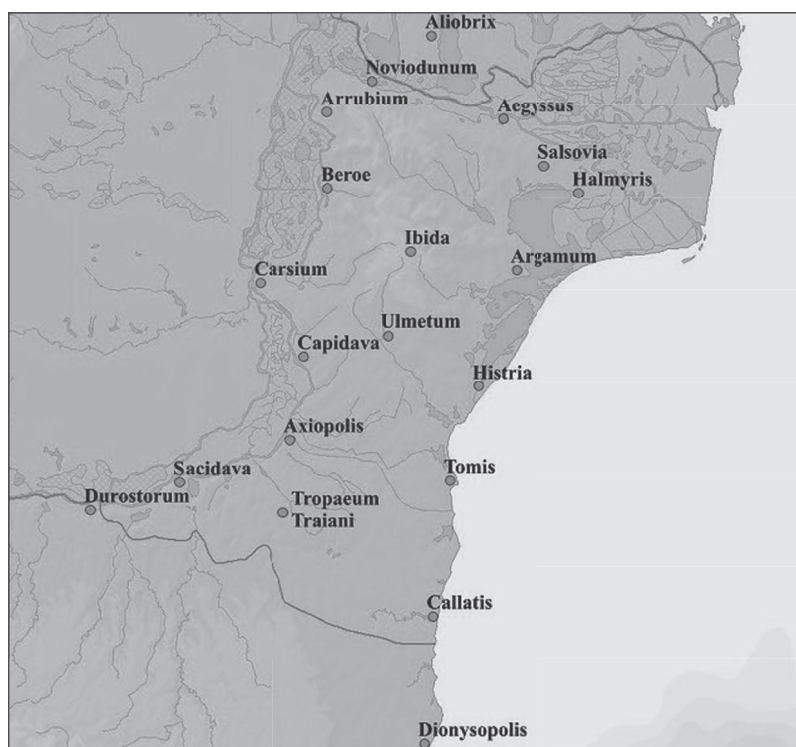 Aliobrix
Noviodunum
Arrubium
Aegyssus
Salsovia
Beroe
Halmyris
Ibida
Argamum
Carsium
Ulmetum
Capidava
Histria
Axiopolis
Tomis
Sacidava
Durostorum
Tropaeum
Traiani
Callatis
Dionysopolis